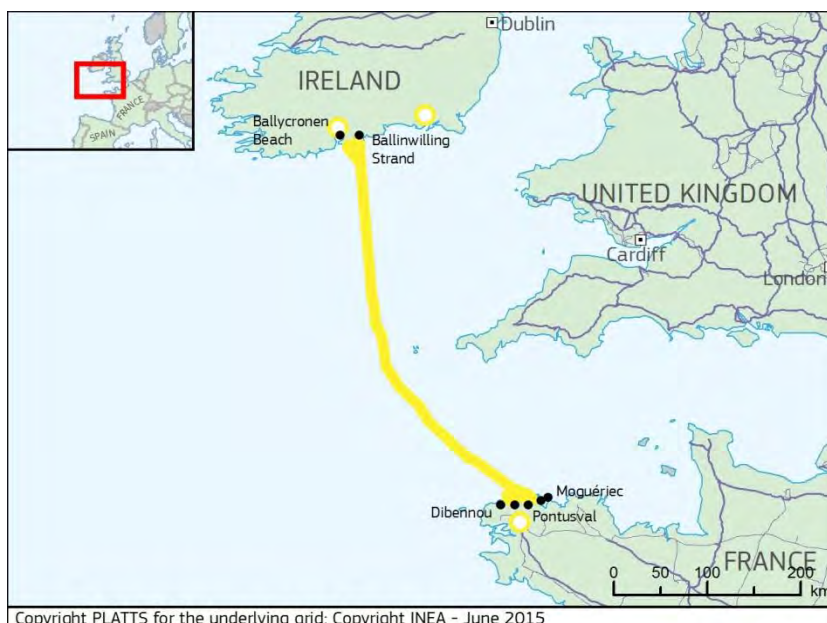 Dublin
IRELAND
Ballycronen
Beach
Ballinwilling
Strand
UNITED KINGDOM
Cardiff
London
FRANCE
SPAIN
Moguériec
Dibennou
Pontusval
FRANCE
0 50 100 200
km
Copyright PLATTS for the underlying grid; Copyright INEA - June 2015